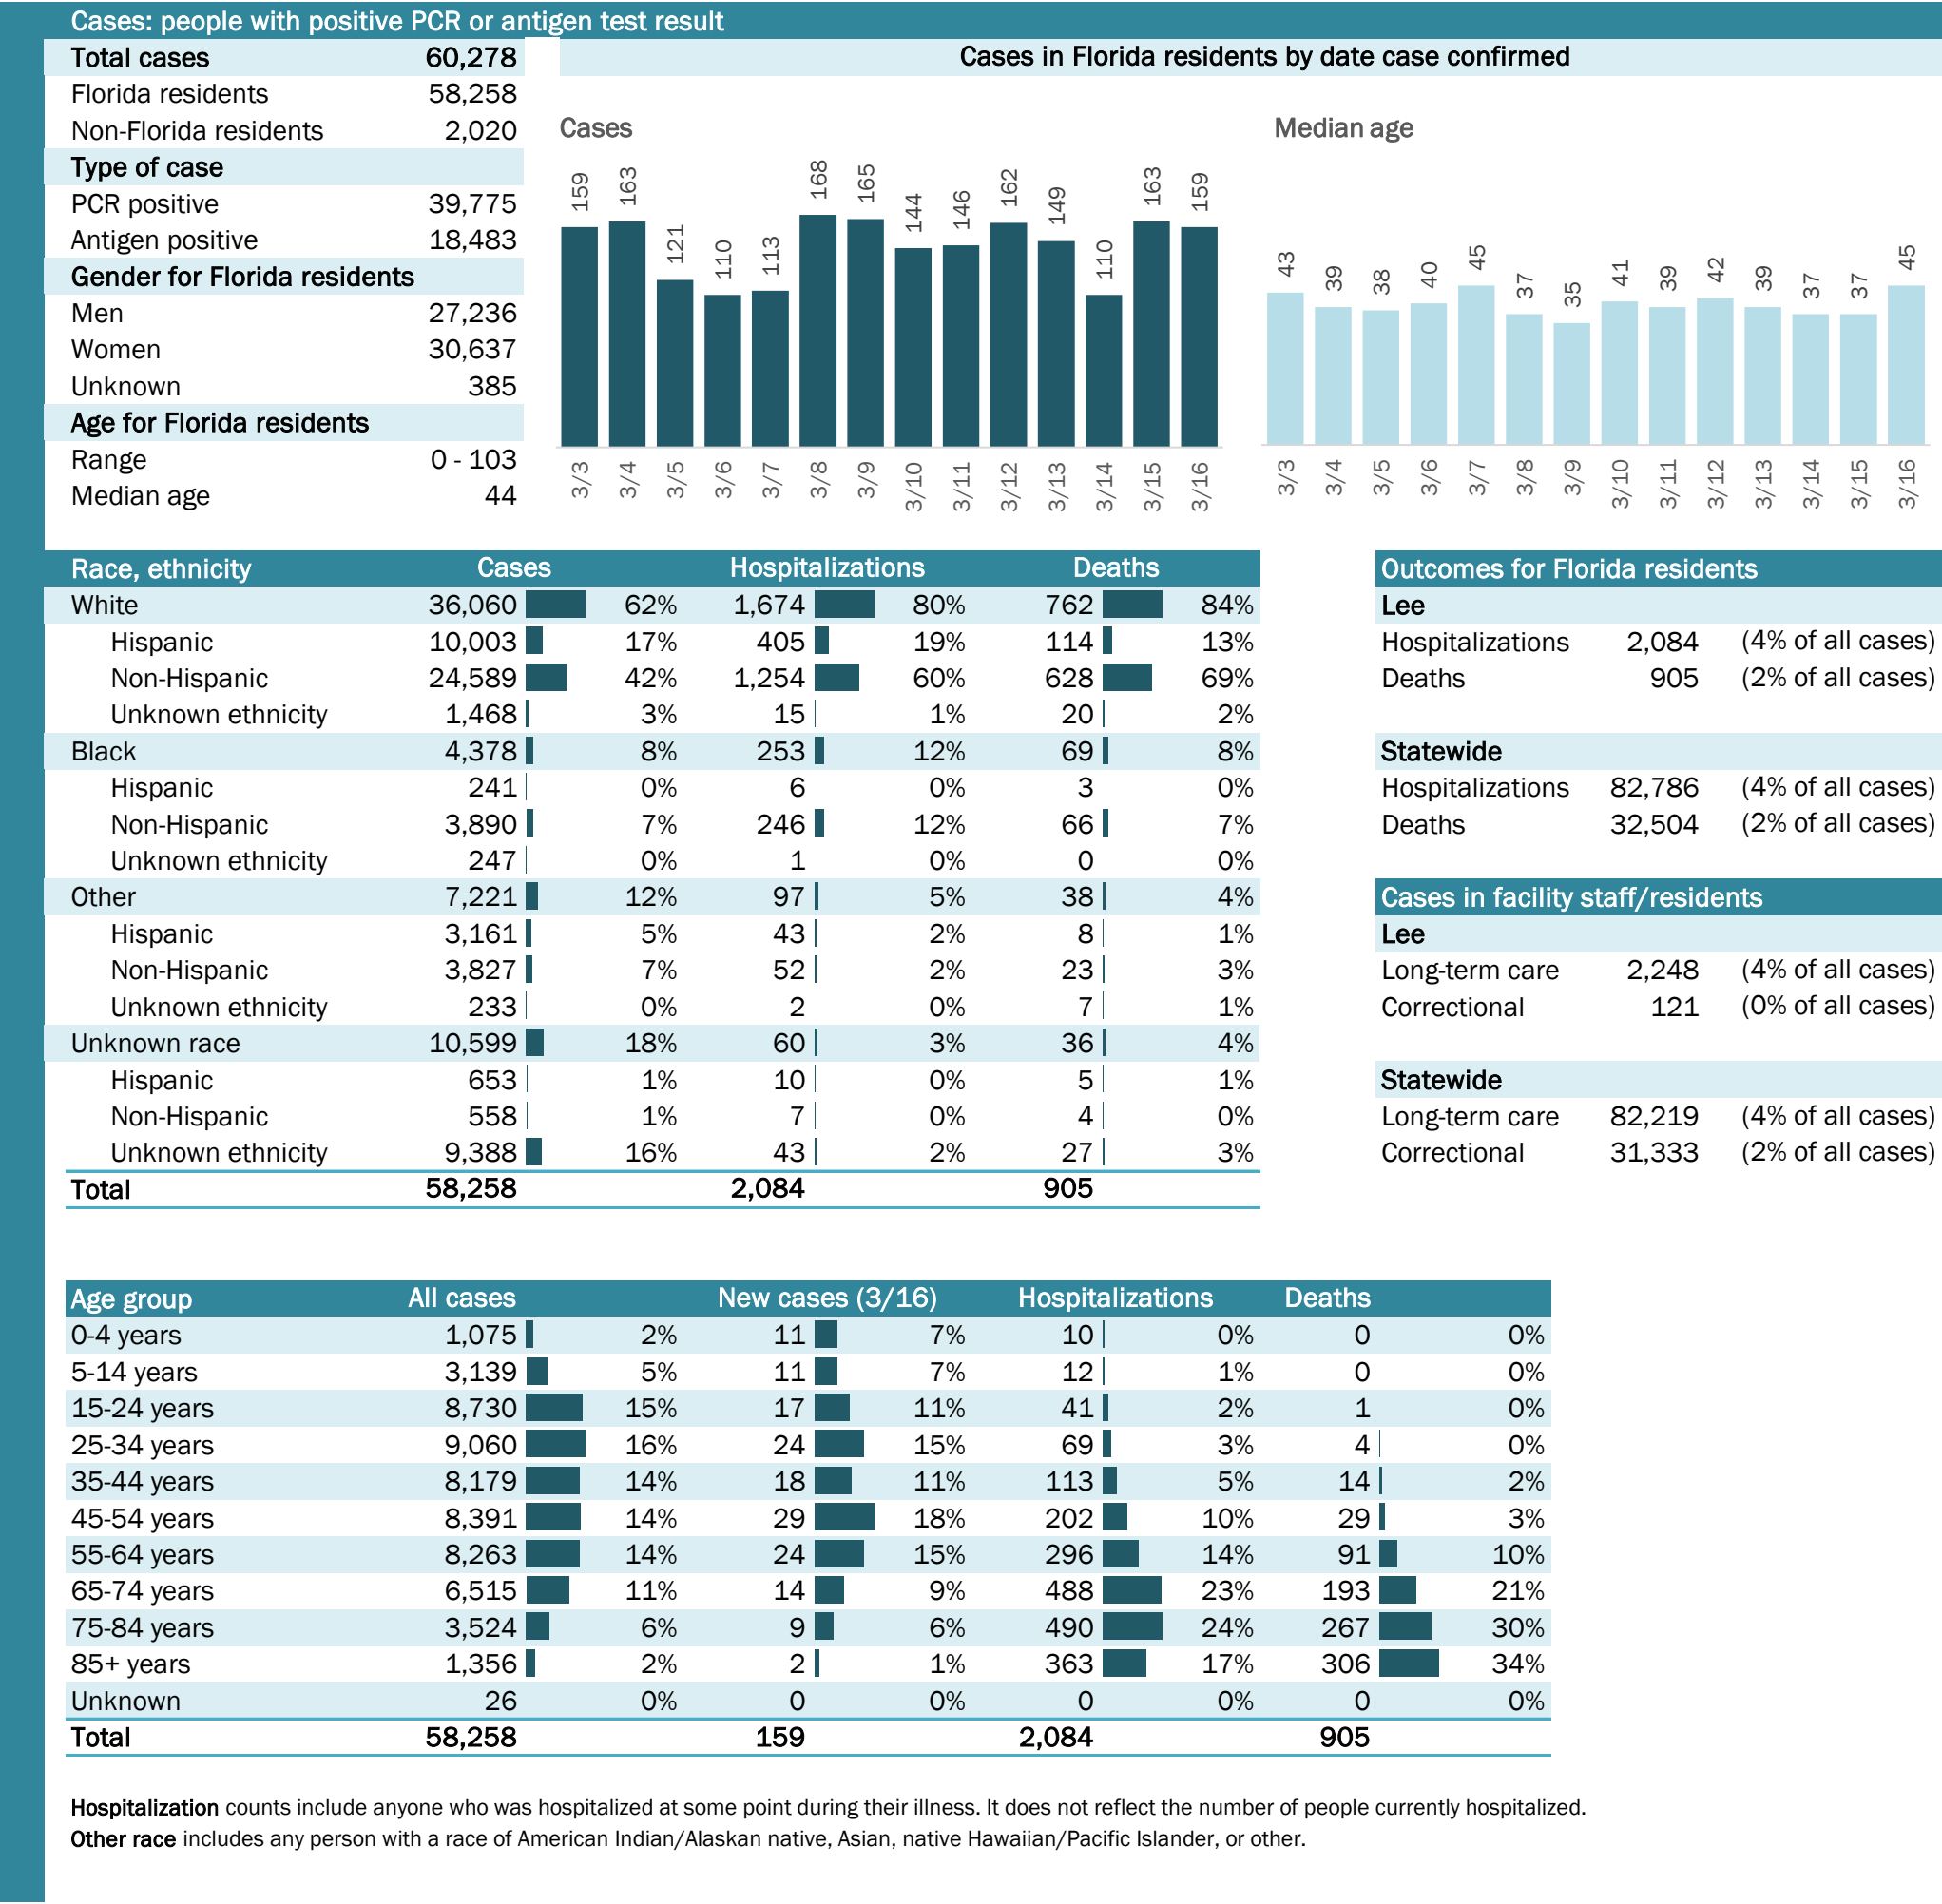 Cases: people with positive PCR or antigen test result
Total cases 60,278
Florida residents 58,258
Non-Florida residents 2,020
Type of case
PCR positive 39,775
Antigen positive 18,483
Gender for Florida residents
Men 27,236
Women 30,637
Unknown 385
Age for Florida residents
Range 0 - 103
Median age 44
Cases in Florida residents by date case confirmed
Cases
159 163 121 110 113 168 165 144 146 162 149 110 163 159
3/3 3/4 3/5 3/6 3/7 3/8 3/9 3/10 3/11 3/12 3/13 3/14 3/15 3/16
Median age
43 39 38 40 45 37 35 41 39 42 39 37 37 45
3/3 3/4 3/5 3/6 3/7 3/8 3/9 3/10 3/11 3/12 3/13 3/14 3/15 3/16
Race, ethnicity Cases Hospitalizations Deaths
White 36,060 62% 1,674 80% 762 84%
Hispanic 10,003 17% 405 19% 114 13%
Non-Hispanic 24,589 42% 1,254 60% 628 69%
Unknown ethnicity 1,468 3% 15 1% 20 2%
Black 4,378 8% 253 12% 69 8%
Hispanic 241 0% 6 0% 3 0%
Non-Hispanic 3,890 7% 246 12% 66 7%
Unknown ethnicity 247 0% 1 0% 0 0%
Other 7,221 12% 97 5% 38 4%
Hispanic 3,161 5% 43 2% 8 1%
Non-Hispanic 3,827 7% 52 2% 23 3%
Unknown ethnicity 233 0% 2 0% 7 1%
Unknown race 10,599 18% 60 3% 36 4%
Hispanic 653 1% 10 0% 5 1%
Non-Hispanic 558 1% 7 0% 4 0%
Unknown ethnicity 9,388 16% 43 2% 27 3%
Total 58,258 2,084 905
Outcomes for Florida residents
Lee
Hospitalizations 2,084 (4% of all cases)
Deaths 905 (2% of all cases)
Statewide
Hospitalizations 82,786 (4% of all cases)
Deaths 32,504 (2% of all cases)
Cases in facility staff/residents
Lee
Long-term care 2,248 (4% of all cases)
Correctional 121 (0% of all cases)
Statewide
Long-term care 82,219 (4% of all cases)
Correctional 31,333 (2% of all cases)
Age group All cases New cases (3/16) Hospitalizations Deaths
0-4 years 1,075 2% 11 7% 10 0% 0 0%
5-14 years 3,139 5% 11 7% 12 1% 0 0%
15-24 years 8,730 15% 17 11% 41 2% 1 0%
25-34 years 9,060 16% 24 15% 69 3% 4 0%
35-44 years 8,179 14% 18 11% 113 5% 14 2%
45-54 years 8,391 14% 29 18% 202 10% 29 3%
55-64 years 8,263 14% 24 15% 296 14% 91 10%
65-74 years 6,515 11% 14 9% 488 23% 193 21%
75-84 years 3,524 6% 9 6% 490 24% 267 30%
85+ years 1,356 2% 2 1% 363 17% 306 34%
Unknown 26 0% 0 0% 0 0% 0 0%
Total 58,258 159 2,084 905
Hospitalization counts include anyone who was hospitalized at some point during their illness. It does not reflect the number of people currently hospitalized.
Other race includes any person with a race of American Indian/Alaskan native, Asian, native Hawaiian/Pacific Islander, or other.